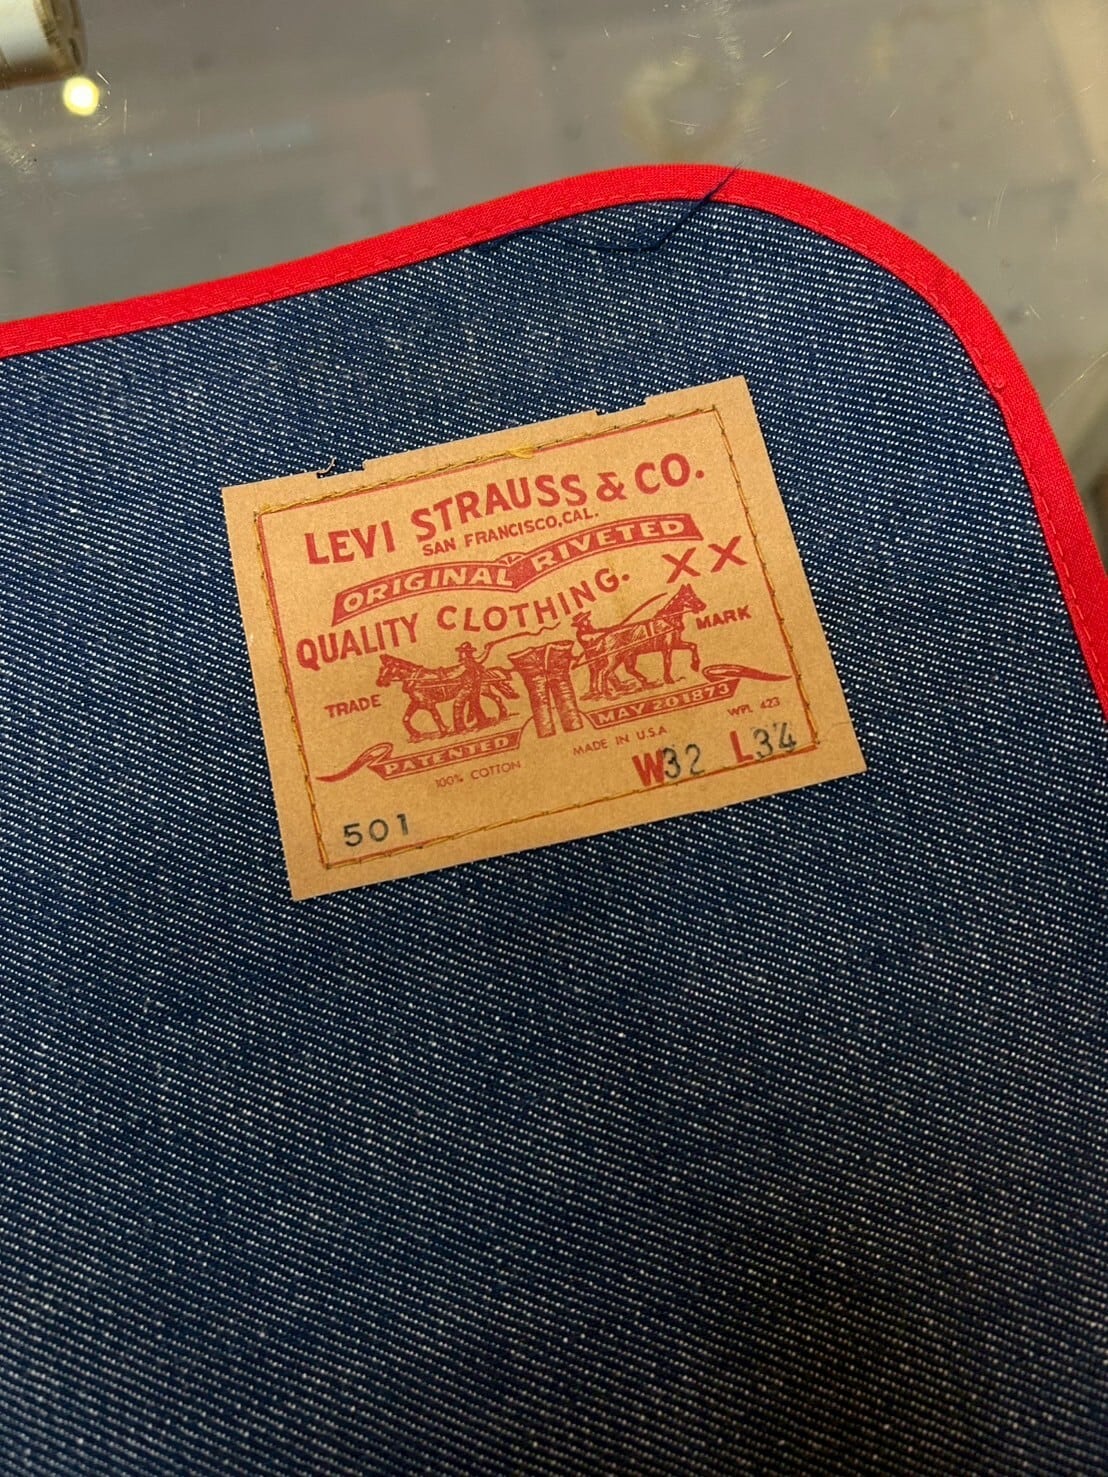 LEVI STRAUSS & CO.
SAN FRANCISCO, CAL.
ORIGINAL RIVETED
QUALITY CLOTHING. XX
TRADE MARK
PATENTED MAY 20 1873
100% COTTON MADE IN U.S.A WPL 423
W32 L34
501